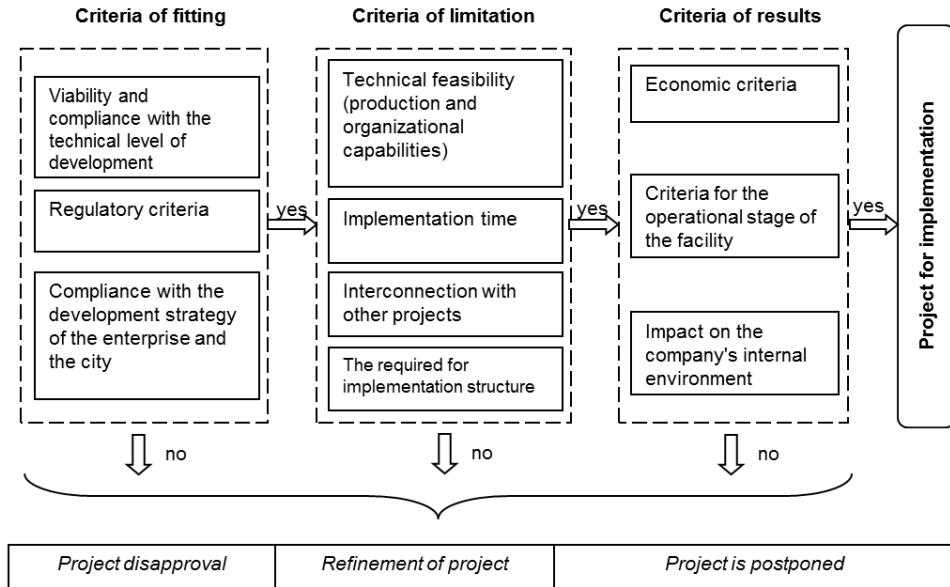 Criteria of fitting
Criteria of limitation
Criteria of results
Viability and
compliance with the
technical level of
development
Regulatory criteria
Compliance with the
development strategy
of the enterprise and
the city
yes
Technical feasibility
(production and
organizational
capabilities)
Implementation time
Interconnection with
other projects
The required for
implementation structure
yes
Economic criteria
Criteria for the
operational stage of
the facility
Impact on the
company's internal
environment
yes
Project for implementation
no
no
no
Project disapproval
Refinement of project
Project is postponed